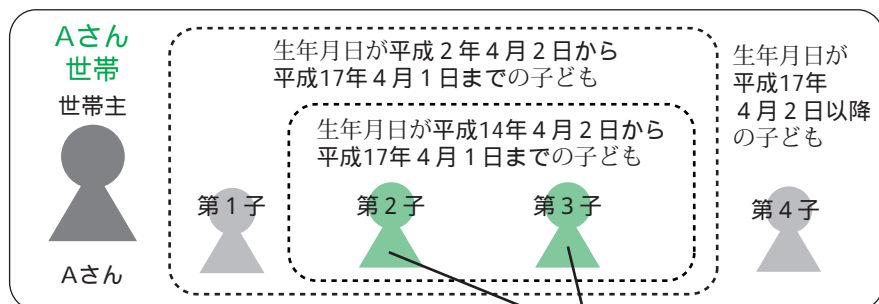 Aさん
世帯
世帯主
Aさん
生年月日が平成２年４月２日から
平成17年４月１日までの子ども
生年月日が平成14年４月２日から
平成17年４月１日までの子ども
第１子
第２子
第３子
生年月日が
平成17年
４月２日以降
の子ども
第４子